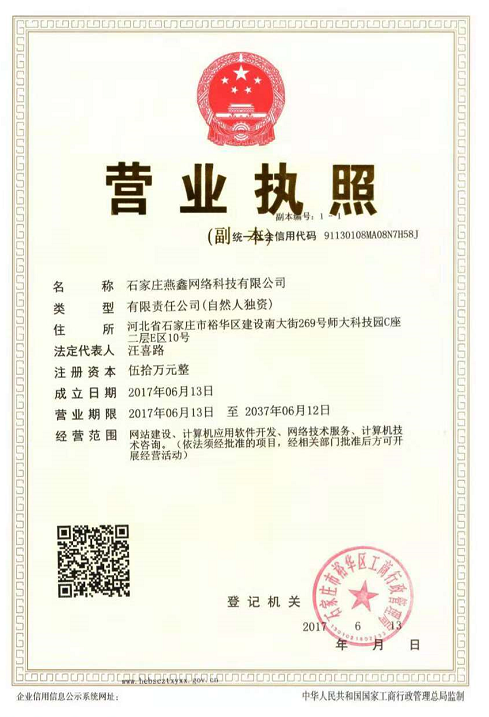 营业执照
副本编号：1 - 1
(副 本)
统一社会信用代码 91130108MA08N7H58J
名 称 石家庄燕鑫网络科技有限公司
类 型 有限责任公司(自然人独资)
住 所 河北省石家庄市裕华区建设南大街269号师大科技园C座
二层E区10号
法定代表人 汪喜路
注册资本 伍拾万元整
成立日期 2017年06月13日
营业期限 2017年06月13日 至 2037年06月12日
经营范围 网站建设、计算机应用软件开发、网络技术服务、计算机技
术咨询。（依法须经批准的项目，经相关部门批准后方可开
展经营活动）
石家庄市裕华区工商行政管理局
登记机关
2017 6 13
年 月 日
www.hebscztxyxx.gov.cn
企业信用信息公示系统网址：
中华人民共和国国家工商行政管理总局监制